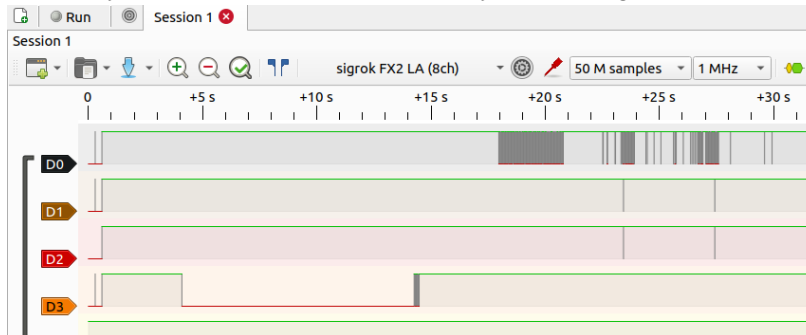 Run Session 1
Session 1
sigrok FX2 LA (8ch) 50 M samples 1 MHz
0 +5 s +10 s +15 s +20 s +25 s +30 s
D0
D1
D2
D3